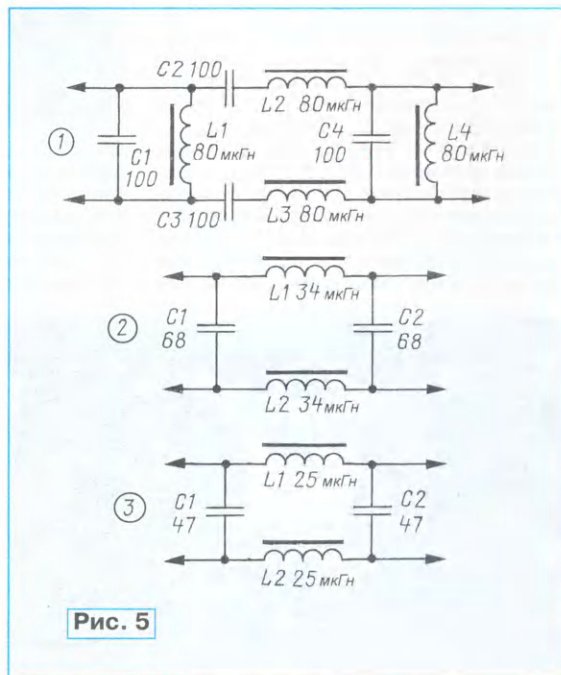 C2 100
L2 80 мкГн
1
C1
100
L1
80 мкГн
C4
100
L4
80 мкГн
C3 100
L3 80 мкГн
2
L1 34 мкГн
C1
68
C2
68
L2 34 мкГн
3
L1 25 мкГн
C1
47
C2
47
L2 25 мкГн
Рис. 5